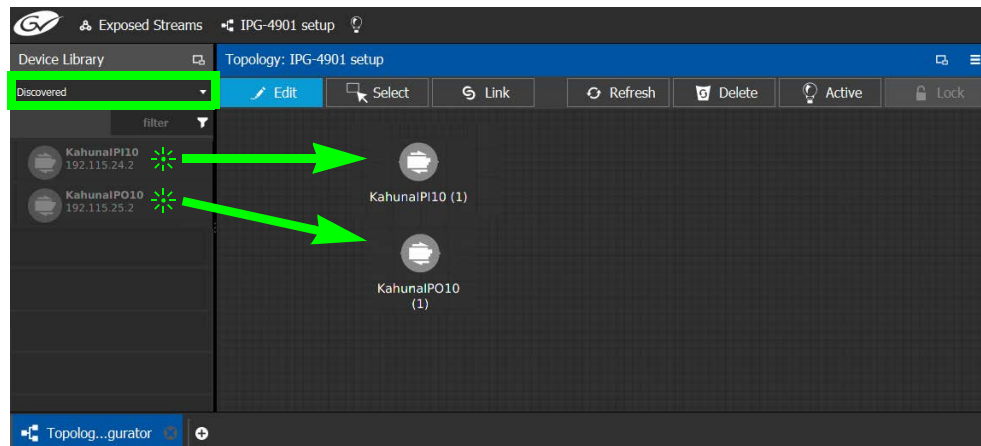 GV Exposed Streams IPG-4901 setup
Device Library
Topology: IPG-4901 setup
Discovered
Edit Select Link Refresh Delete Active Lock
filter
KahunaIPI10
192.115.24.2
KahunaIPO10
192.115.25.2
KahunaIPI10 (1)
KahunaIPO10
(1)
Topolog...gurator